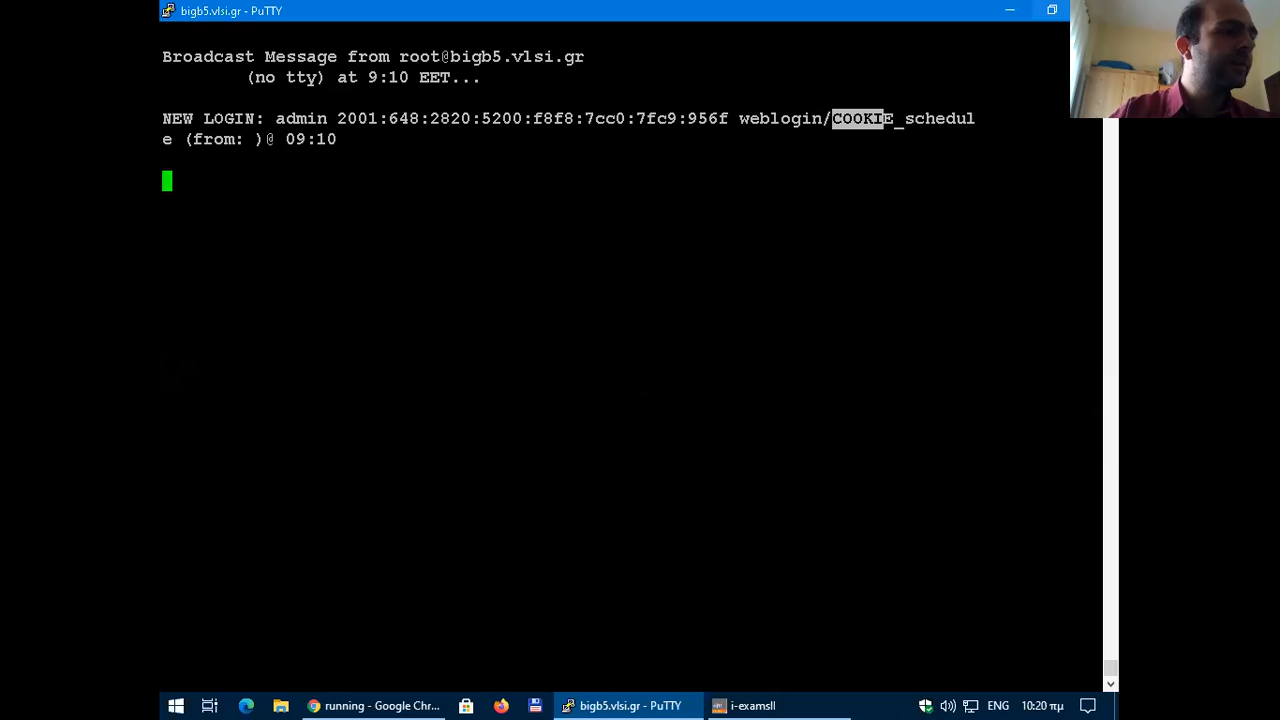 bigb5.vlsi.gr - PuTTY
Broadcast Message from root@bigb5.vlsi.gr
(no tty) at 9:10 EET...
NEW LOGIN: admin 2001:648:2820:5200:f8f8:7cc0:7fc9:956f weblogin/COOKIE_schedul
e (from: )@ 09:10
running - Google Chr...
bigb5.vlsi.gr - PuTTY
i-examsll
ENG
10:20 πμ